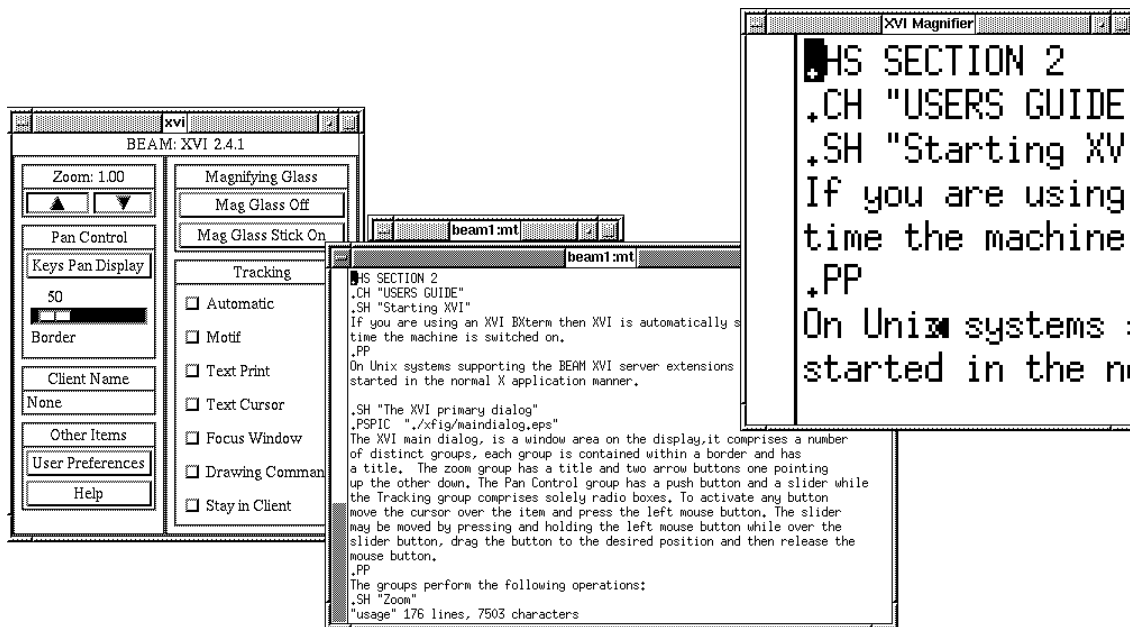 XVI Magnifier
.HS SECTION 2
.CH "USERS GUIDE
.SH "Starting XV
If you are using
time the machine
.PP
On Unix systems
started in the
xvi
BEAM: XVI 2.4.1
Zoom: 1.00
Pan Control
Keys Pan Display
50
Border
Client Name
None
Other Items
User Preferences
Help
Magnifying Glass
Mag Glass Off
Mag Glass Stick On
Tracking
Automatic
Motif
Text Print
Text Cursor
Focus Window
Drawing Comman
Stay in Client
beam1:mt
beam1:mt
HS SECTION 2
.CH "USERS GUIDE"
.SH "Starting XVI"
If you are using an XVI BXterm then XVI is automatically s
time the machine is switched on.
.PP
On Unix systems supporting the BEAM XVI server extensions
started in the normal X application manner.
.SH "The XVI primary dialog"
.PSPIC "./xfig/maindialog.eps"
The XVI main dialog, is a window area on the display,it comprises a number
of distinct groups, each group is contained within a border and has
a title. The zoom group has a title and two arrow buttons one pointing
up the other down. The Pan Control group has a push button and a slider while
the Tracking group comprises solely radio boxes. To activate any button
move the cursor over the item and press the left mouse button. The slider
may be moved by pressing and holding the left mouse button while over the
slider button, drag the button to the desired position and then release the
mouse button.
.PP
The groups perform the following operations:
.SH "Zoom"
"usage" 176 lines, 7503 characters